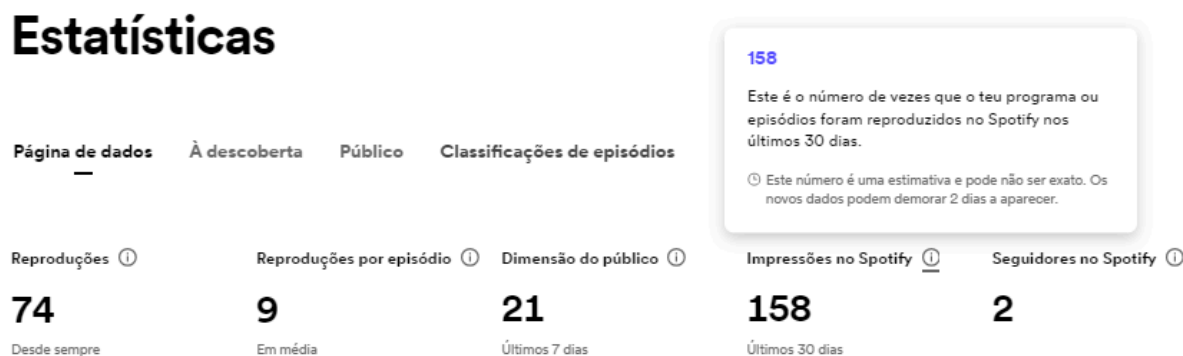 Estatísticas
158
Este é o número de vezes que o teu programa ou
episódios foram reproduzidos no Spotify nos
últimos 30 dias.
Este número é uma estimativa e pode não ser exato. Os
novos dados podem demorar 2 dias a aparecer.
Página de dados À descoberta Público Classificações de episódios
Reproduções Reproduções por episódio Dimensão do público Impressões no Spotify Seguidores no Spotify
74 9 21 158 2
Desde sempre Em média Últimos 7 dias Últimos 30 dias